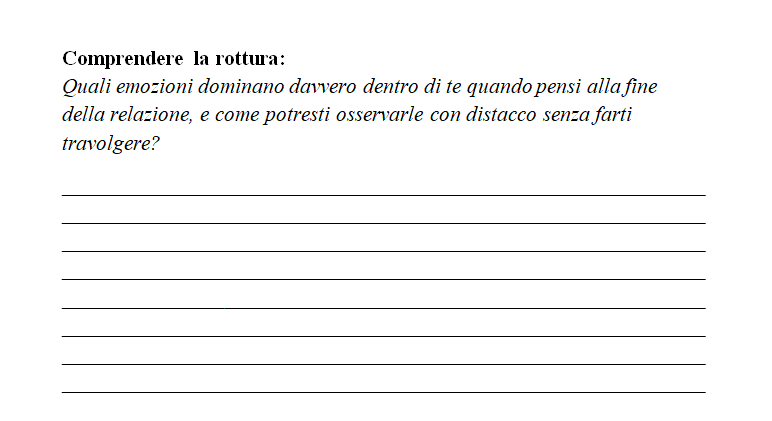 Comprendere la rottura:
Quali emozioni dominano davvero dentro di te quando pensi alla fine
della relazione, e come potresti osservarle con distacco senza farti
travolgere?